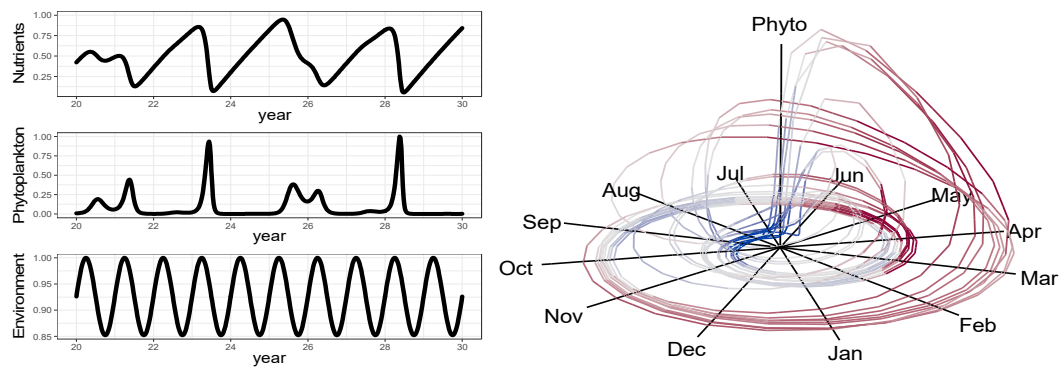 Nutrients
1.00
0.75
0.50
0.25
20 22 24 26 28 30
year
Phytoplankton
1.00
0.75
0.50
0.25
0.00
20 22 24 26 28 30
year
Environment
1.00
0.95
0.90
0.85
20 22 24 26 28 30
year
Phyto
Jul
Jun
Aug
May
Sep
Apr
Oct
Mar
Nov
Feb
Dec
Jan